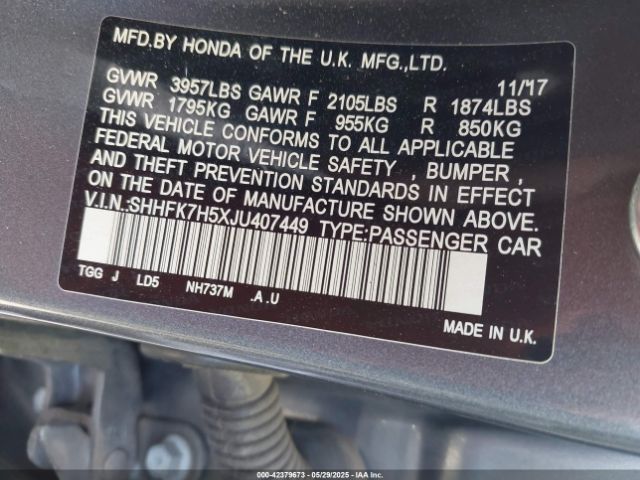 MFD.BY HONDA OF THE U.K. MFG.,LTD.
11/17
GVWR 3957LBS GAWR F 2105LBS R 1874LBS
GVWR 1795KG GAWR F 955KG R 850KG
THIS VEHICLE CONFORMS TO ALL APPLICABLE
FEDERAL MOTOR VEHICLE SAFETY , BUMPER ,
AND THEFT PREVENTION STANDARDS IN EFFECT
ON THE DATE OF MANUFACTURE SHOWN ABOVE.
V.I.N.:SHHFK7H5XJU407449 TYPE:PASSENGER CAR
TGG J LD5 NH737M .A.U
MADE IN U.K.
000-42379673 05/29/2025 IAA Inc. Copyright